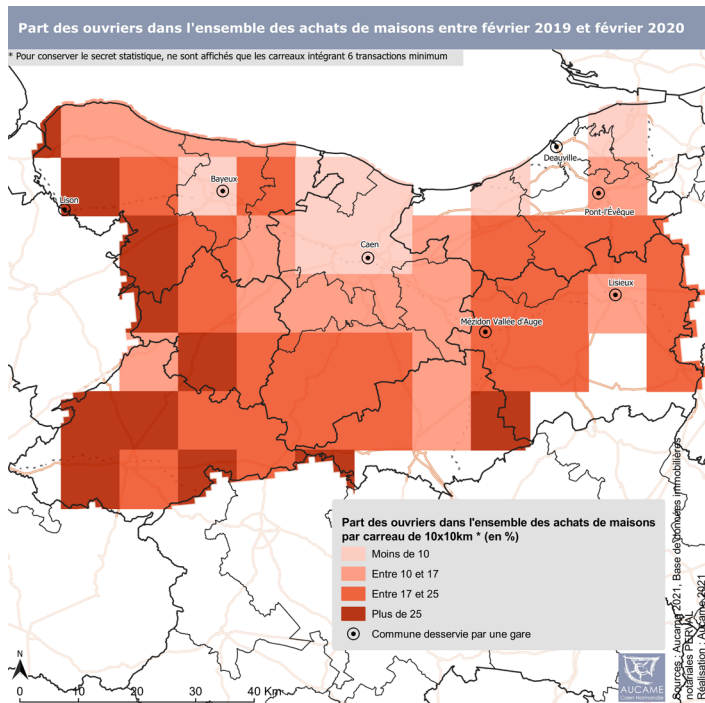 Part des ouvriers dans l'ensemble des achats de maisons entre février 2019 et février 2020
* Pour conserver le secret statistique, ne sont affichés que les carreaux intégrant 6 transactions minimum
Deauville
Bayeux
Lison
Pont-l'Évêque
Caen
Lisieux
Mézidon Vallée d'Auge
Part des ouvriers dans l'ensemble des achats de maisons
par carreau de 10x10km * (en %)
Moins de 10
Entre 10 et 17
Entre 17 et 25
Plus de 25
Commune desservie par une gare
N
0 10 20 40 Km
AUCAME
Caen Normandie
Sources : Aucame 2021, Base de données immobilières
notariales PERVAL
Réalisation : Aucame 2021